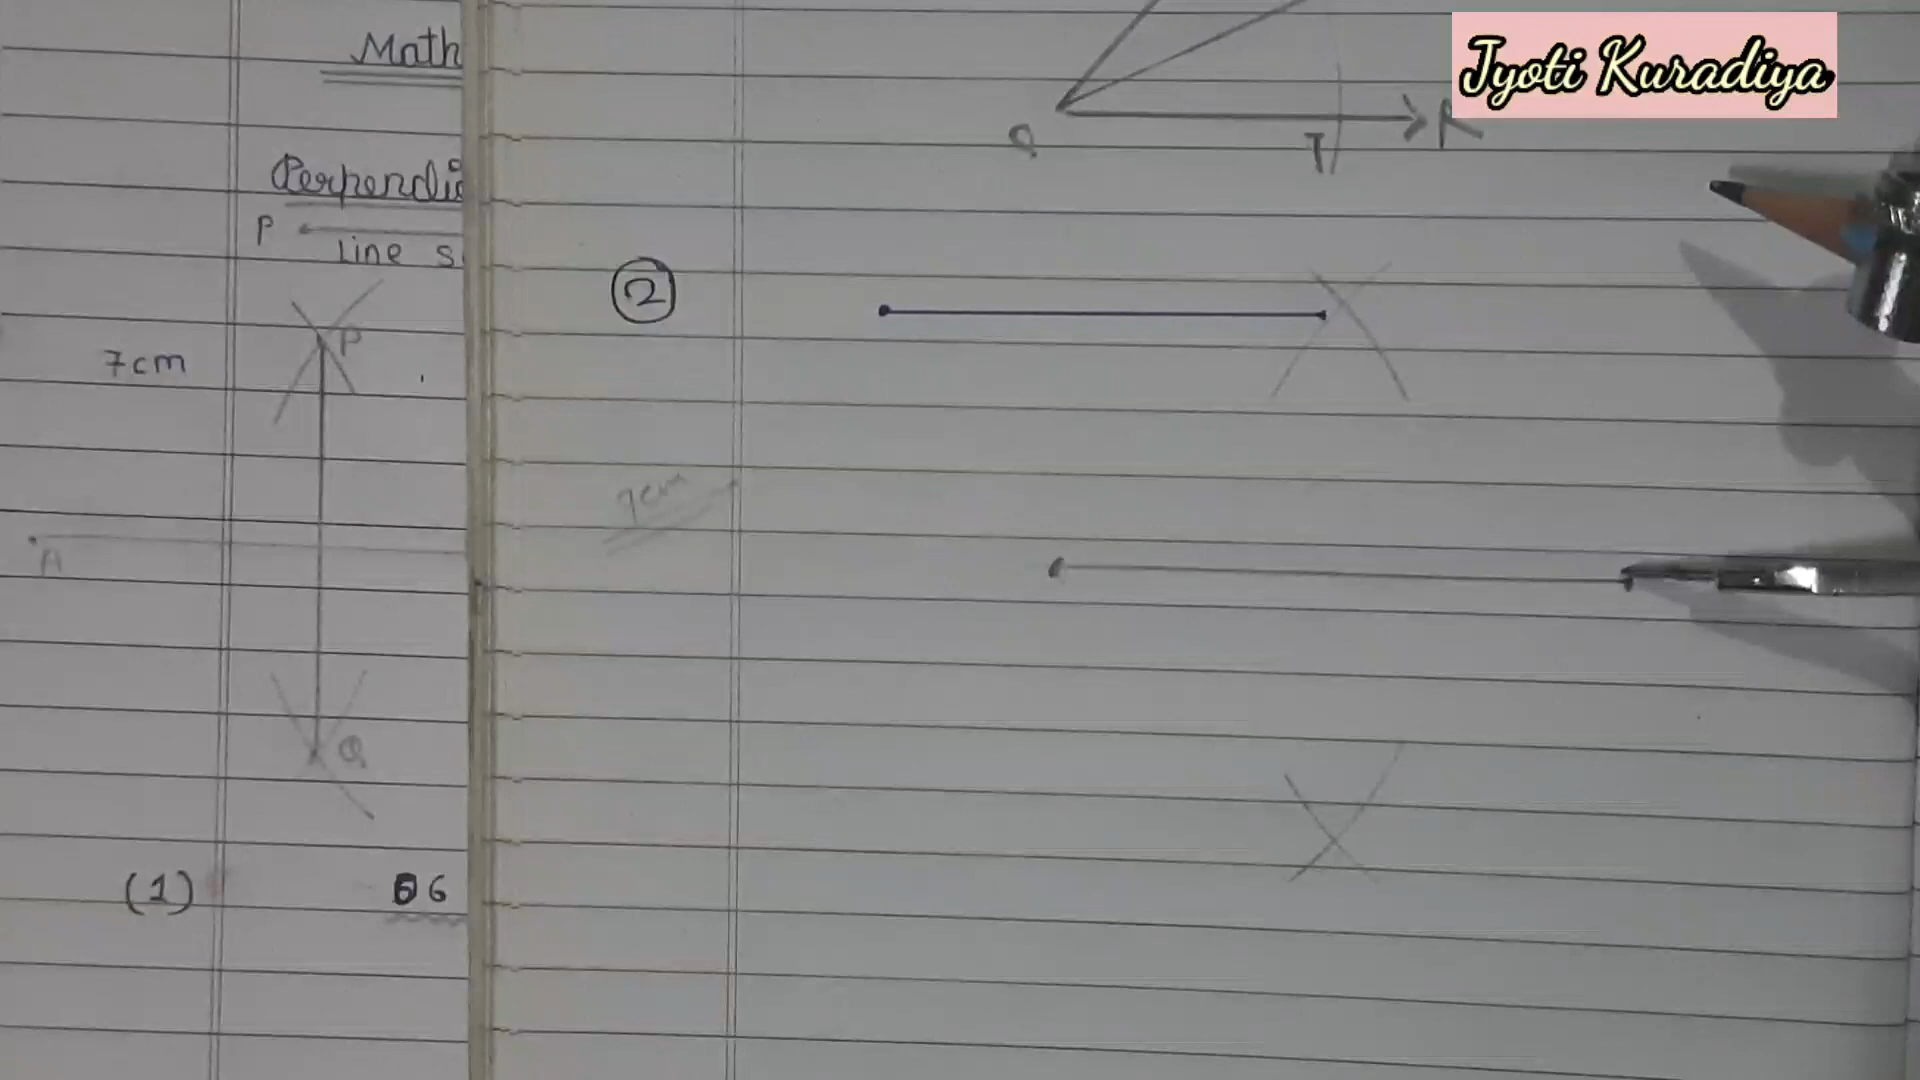 Math
Perpendic
P
Line s
P
7cm
A
Q
(1)
6
Jyoti Kuradiya
Q
T
R
2
7cm